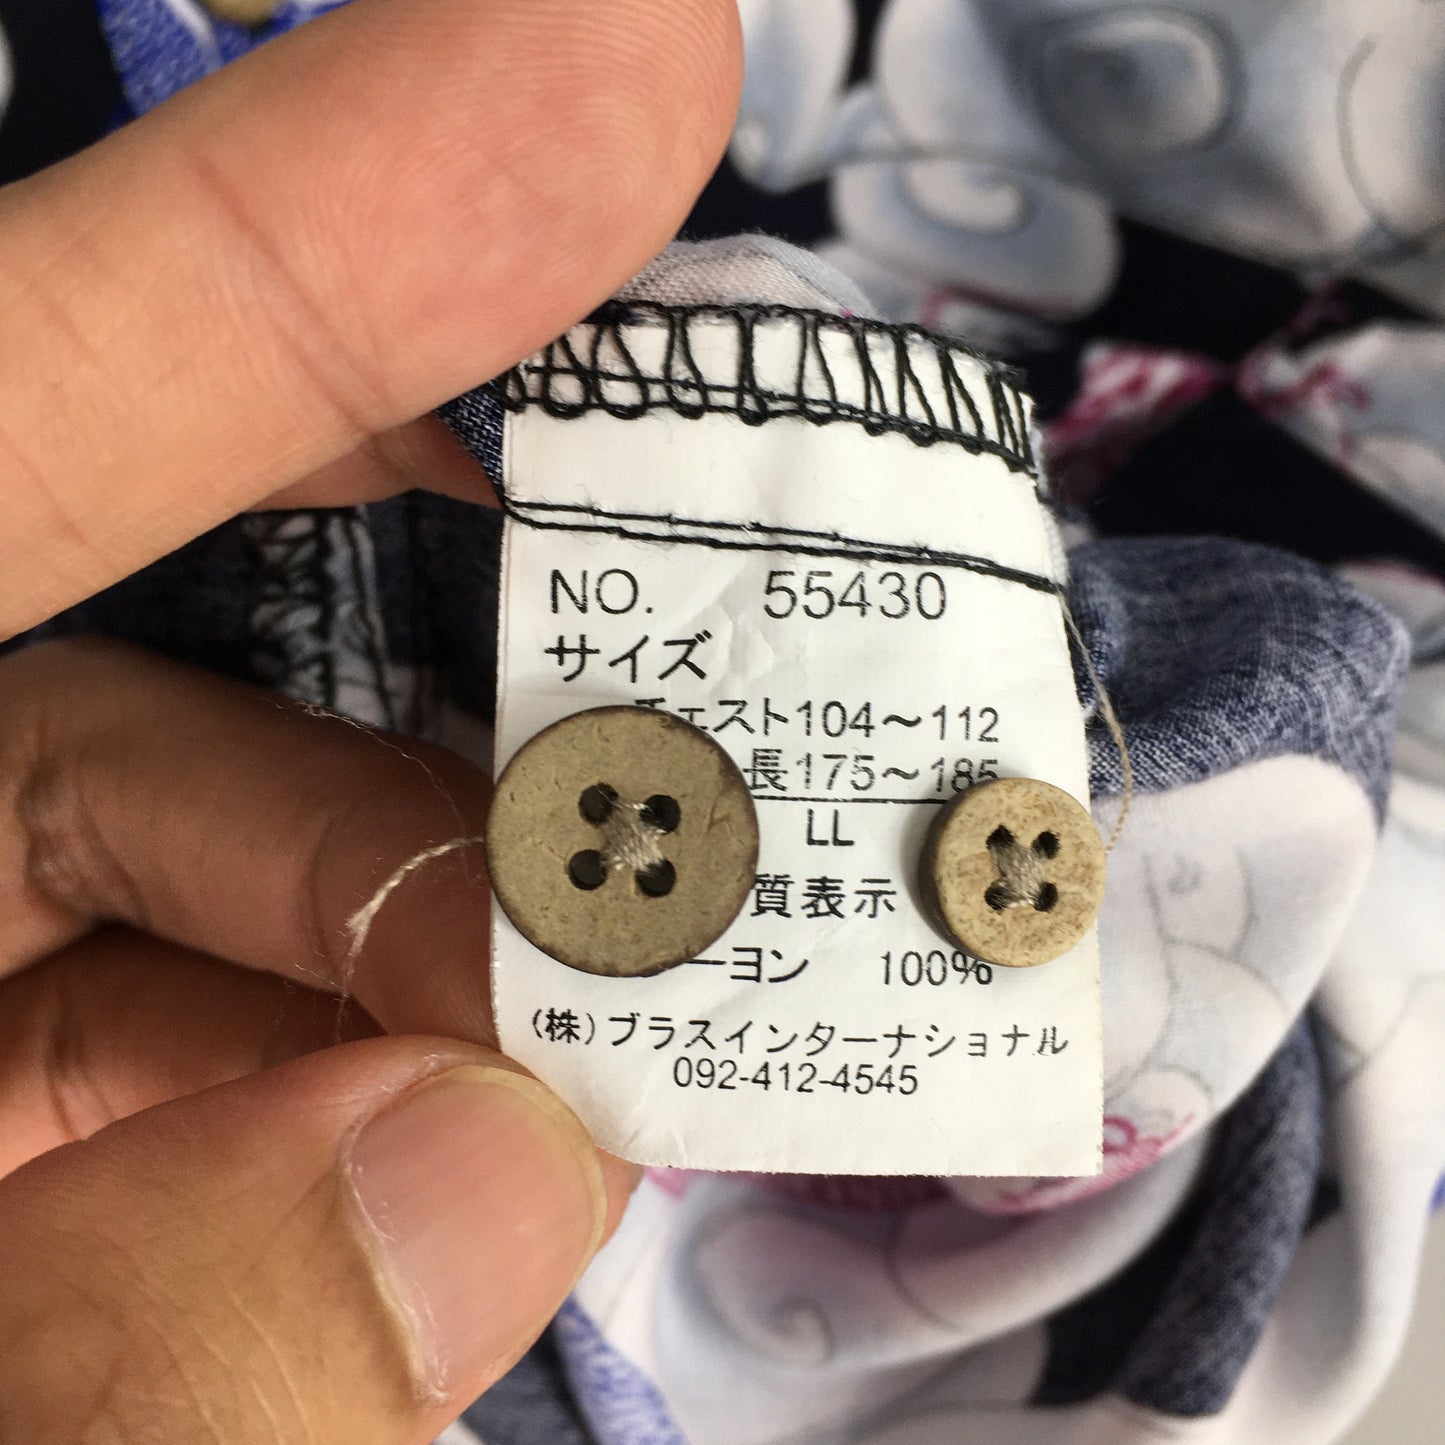 NO. 55430
サイズ
チェスト104～112
長175～185
LL
質表示
ーヨン 100%
(株)ブラスインターナショナル
092-412-4545